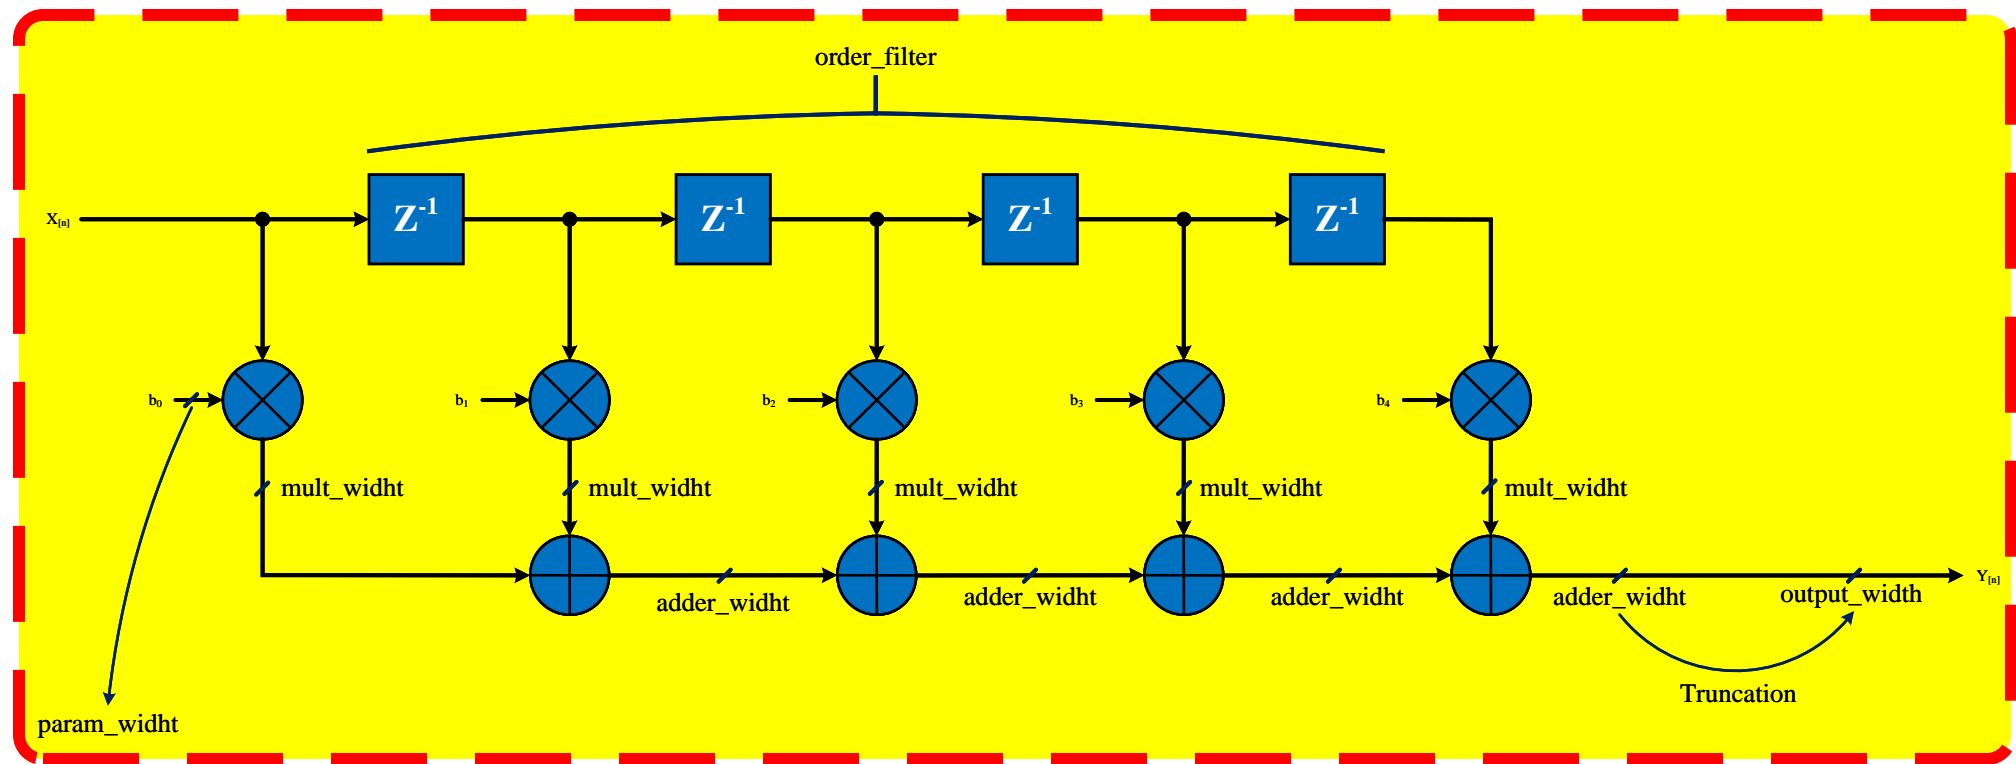 order_filter
X[n]
Z-1
Z-1
Z-1
Z-1
b0
b1
b2
b3
b4
mult_widht
mult_widht
mult_widht
mult_widht
mult_widht
adder_widht
adder_widht
adder_widht
adder_widht
output_width
Y[n]
Truncation
param_widht